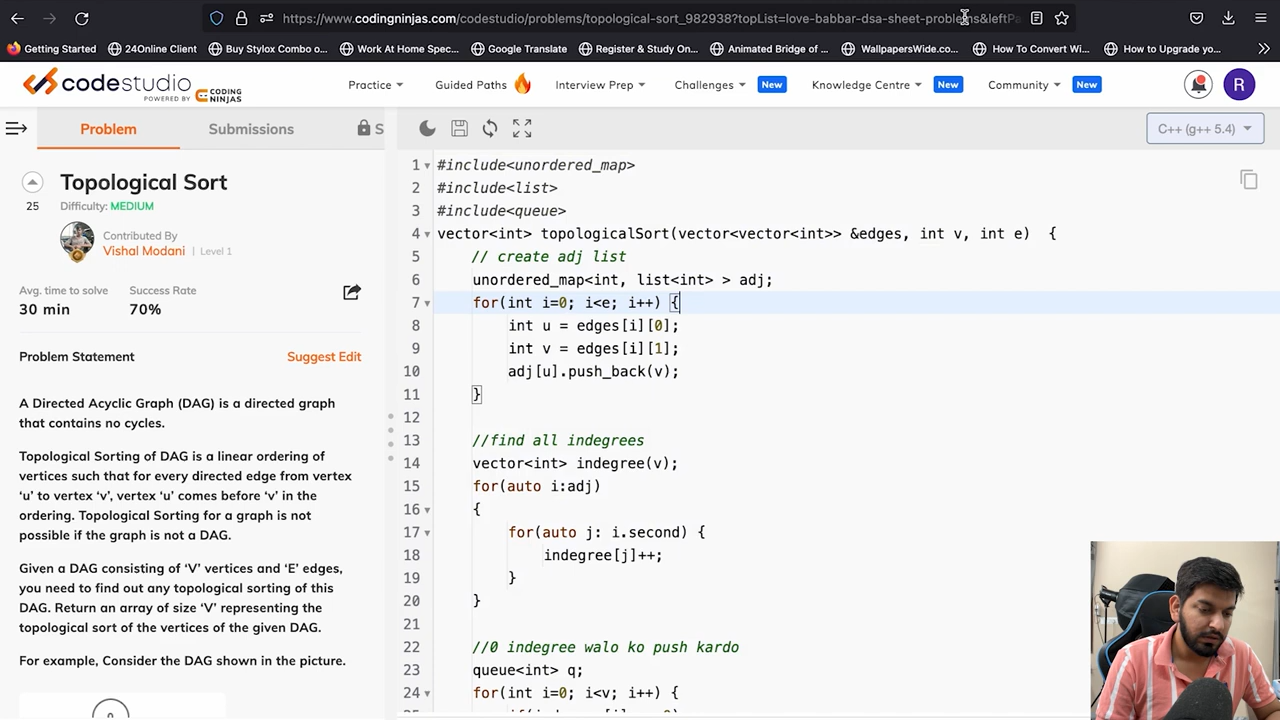 https://www.codingninjas.com/codestudio/problems/topological-sort_982938?topList=love-babbar-dsa-sheet-problems&leftPa
Getting Started
24Online Client
Buy Stylox Combo o...
Work At Home Spec...
Google Translate
Register & Study On...
Animated Bridge of ...
WallpapersWide.co...
How To Convert Wi...
How to Upgrade yo...
codestudio
POWERED BY CODING NINJAS
Practice
Guided Paths
Interview Prep
Challenges New
Knowledge Centre New
Community New
R
Problem
Submissions
S
C++ (g++ 5.4)
Topological Sort
25
Difficulty: MEDIUM
Contributed By
Vishal Modani | Level 1
Avg. time to solve
30 min
Success Rate
70%
Problem Statement
Suggest Edit
A Directed Acyclic Graph (DAG) is a directed graph
that contains no cycles.
Topological Sorting of DAG is a linear ordering of
vertices such that for every directed edge from vertex
‘u’ to vertex ‘v’, vertex ‘u’ comes before ‘v’ in the
ordering. Topological Sorting for a graph is not
possible if the graph is not a DAG.
Given a DAG consisting of ‘V’ vertices and ‘E’ edges,
you need to find out any topological sorting of this
DAG. Return an array of size ‘V’ representing the
topological sort of the vertices of the given DAG.
For example, Consider the DAG shown in the picture.
1 #include<unordered_map>
2 #include<list>
3 #include<queue>
4 vector<int> topologicalSort(vector<vector<int>> &edges, int v, int e) {
5 // create adj list
6 unordered_map<int, list<int> > adj;
7 for(int i=0; i<e; i++) {
8 int u = edges[i][0];
9 int v = edges[i][1];
10 adj[u].push_back(v);
11 }
12
13 //find all indegrees
14 vector<int> indegree(v);
15 for(auto i:adj)
16 {
17 for(auto j: i.second) {
18 indegree[j]++;
19 }
20 }
21
22 //0 indegree walo ko push kardo
23 queue<int> q;
24 for(int i=0; i<v; i++) {